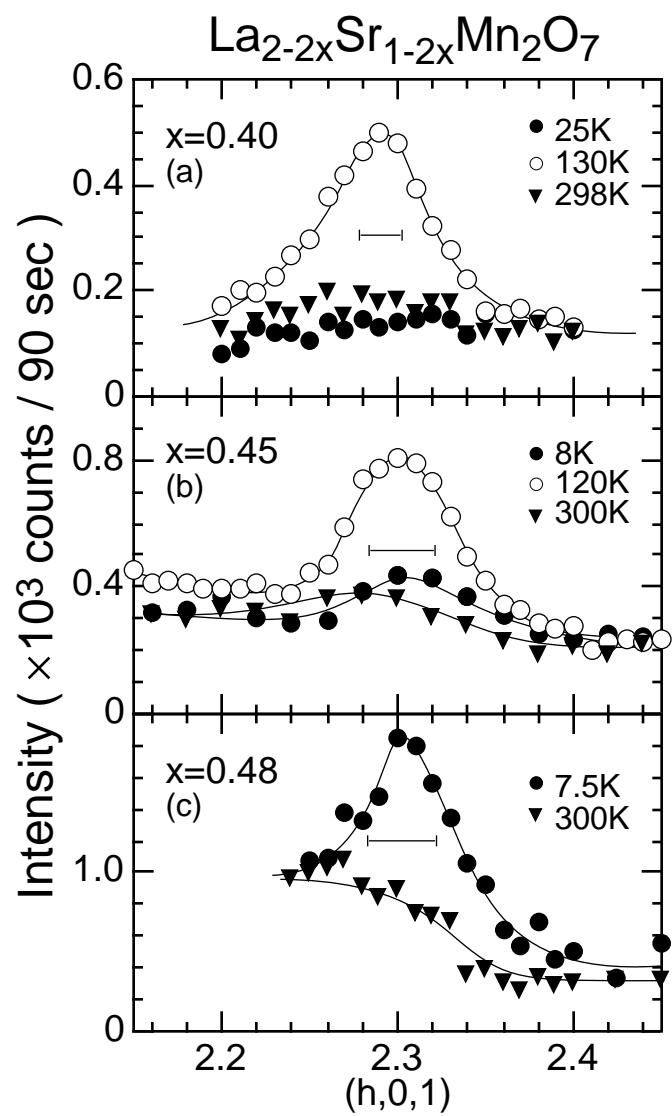 La2-2xSr1-2xMn2O7
Intensity ( ×10³ counts / 90 sec )
0.6
x=0.40
(a)
25K
130K
298K
0.4
0.2
0
x=0.45
(b)
8K
120K
300K
0.8
0.4
0
x=0.48
(c)
7.5K
300K
1.0
0
2.2
2.3
2.4
(h,0,1)